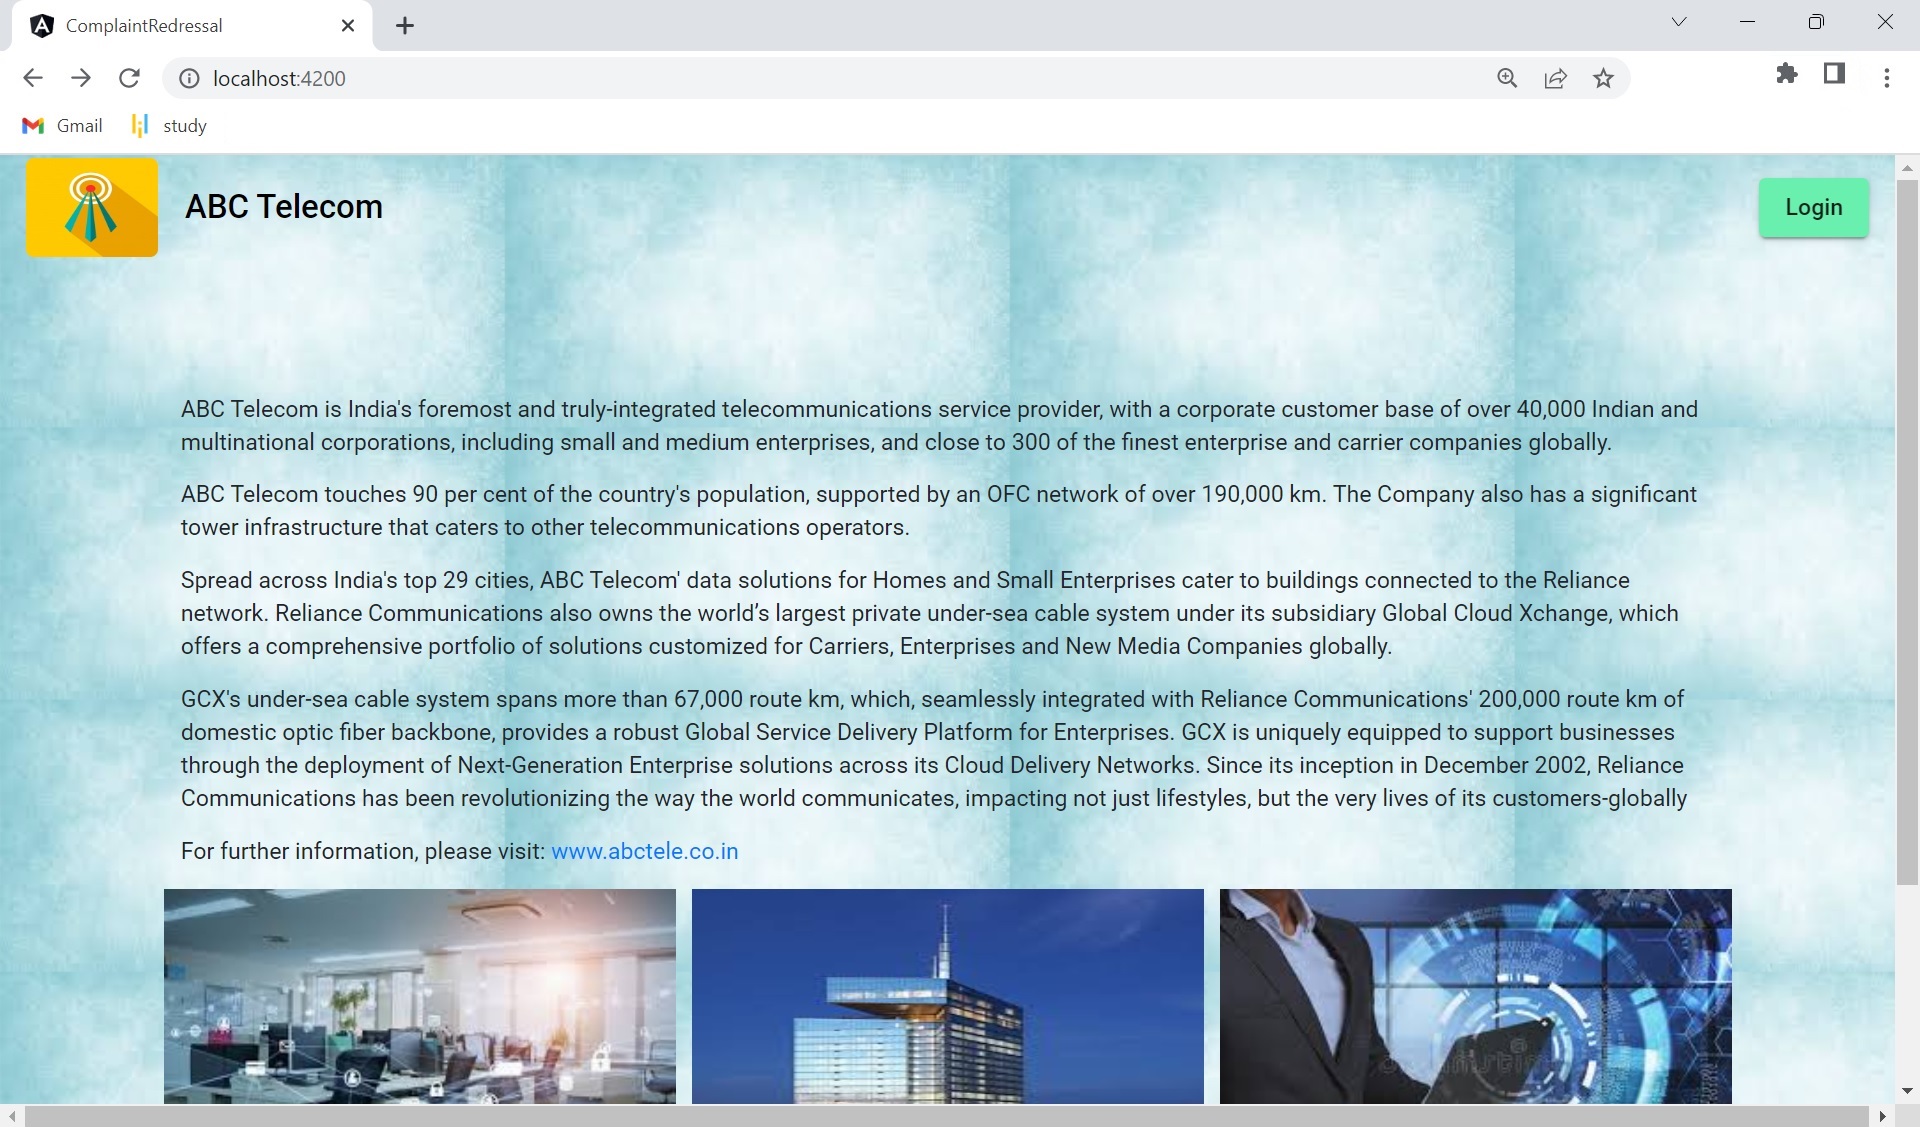 ComplaintRedressal
localhost:4200
Gmail
study
ABC Telecom
Login
ABC Telecom is India's foremost and truly-integrated telecommunications service provider, with a corporate customer base of over 40,000 Indian and
multinational corporations, including small and medium enterprises, and close to 300 of the finest enterprise and carrier companies globally.
ABC Telecom touches 90 per cent of the country's population, supported by an OFC network of over 190,000 km. The Company also has a significant
tower infrastructure that caters to other telecommunications operators.
Spread across India's top 29 cities, ABC Telecom' data solutions for Homes and Small Enterprises cater to buildings connected to the Reliance
network. Reliance Communications also owns the world’s largest private under-sea cable system under its subsidiary Global Cloud Xchange, which
offers a comprehensive portfolio of solutions customized for Carriers, Enterprises and New Media Companies globally.
GCX's under-sea cable system spans more than 67,000 route km, which, seamlessly integrated with Reliance Communications' 200,000 route km of
domestic optic fiber backbone, provides a robust Global Service Delivery Platform for Enterprises. GCX is uniquely equipped to support businesses
through the deployment of Next-Generation Enterprise solutions across its Cloud Delivery Networks. Since its inception in December 2002, Reliance
Communications has been revolutionizing the way the world communicates, impacting not just lifestyles, but the very lives of its customers-globally
For further information, please visit: www.abctele.co.in